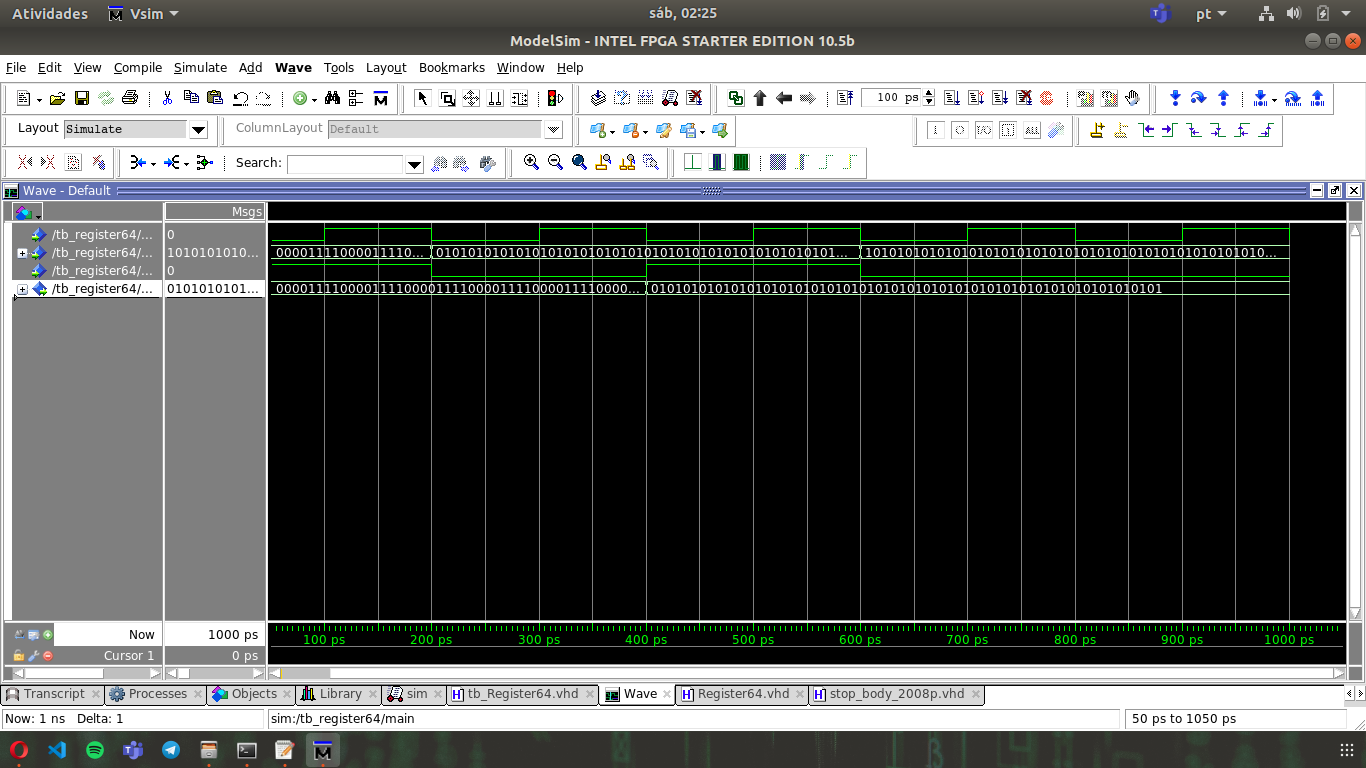 Atividades Vsim sáb, 02:25 pt
ModelSim - INTEL FPGA STARTER EDITION 10.5b
File Edit View Compile Simulate Add Wave Tools Layout Bookmarks Window Help
100 ps
Layout Simulate ColumnLayout Default
Search:
Wave - Default
Msgs
/tb_register64/... 0
/tb_register64/... 1010101010... 0000111100001111 0...
/tb_register64/... 0
/tb_register64/... 0101010101...
Now 1000 ps 100 ps 200 ps 300 ps 400 ps 500 ps 600 ps 700 ps 800 ps 900 ps 1000 ps
Cursor 1 0 ps
Transcript Processes Objects Library sim tb_Register64.vhd Wave Register64.vhd stop_body_2008p.vhd
Now: 1 ns Delta: 1 sim:/tb_register64/main 50 ps to 1050 ps